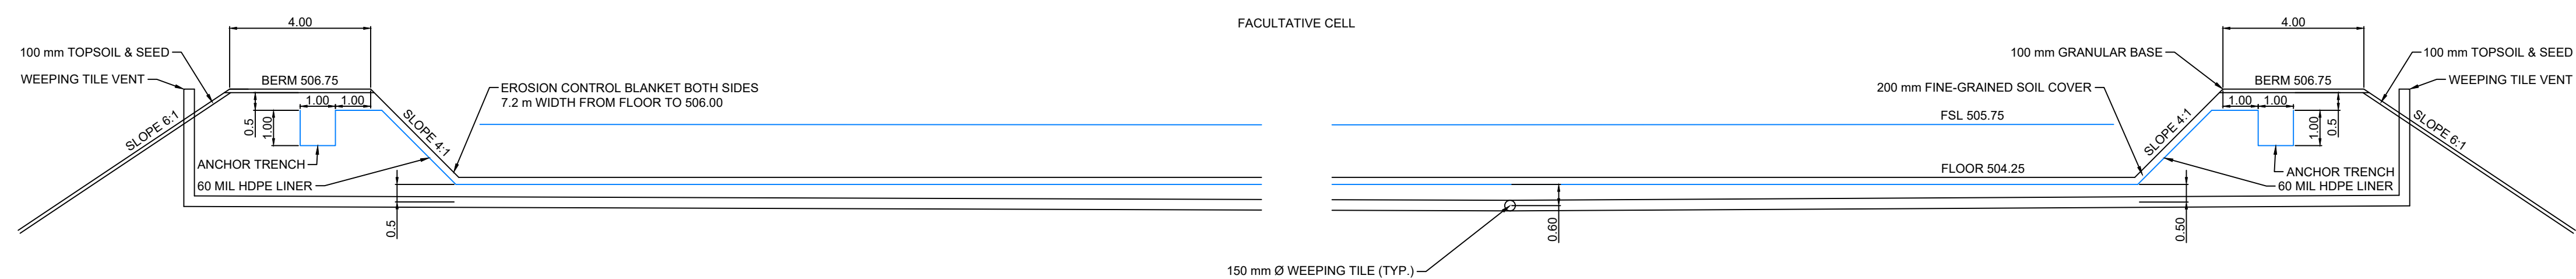 FACULTATIVE CELL
4.00
100 mm TOPSOIL & SEED
WEEPING TILE VENT
BERM 506.75
1.00
1.00
0.5
1.00
SLOPE 6:1
SLOPE 4:1
ANCHOR TRENCH
60 MIL HDPE LINER
0.5
EROSION CONTROL BLANKET BOTH SIDES
7.2 m WIDTH FROM FLOOR TO 506.00
150 mm Ø WEEPING TILE (TYP.)
0.60
4.00
100 mm GRANULAR BASE
100 mm TOPSOIL & SEED
WEEPING TILE VENT
BERM 506.75
200 mm FINE-GRAINED SOIL COVER
1.00
1.00
1.00
0.5
FSL 505.75
SLOPE 4:1
SLOPE 6:1
FLOOR 504.25
ANCHOR TRENCH
60 MIL HDPE LINER
0.50